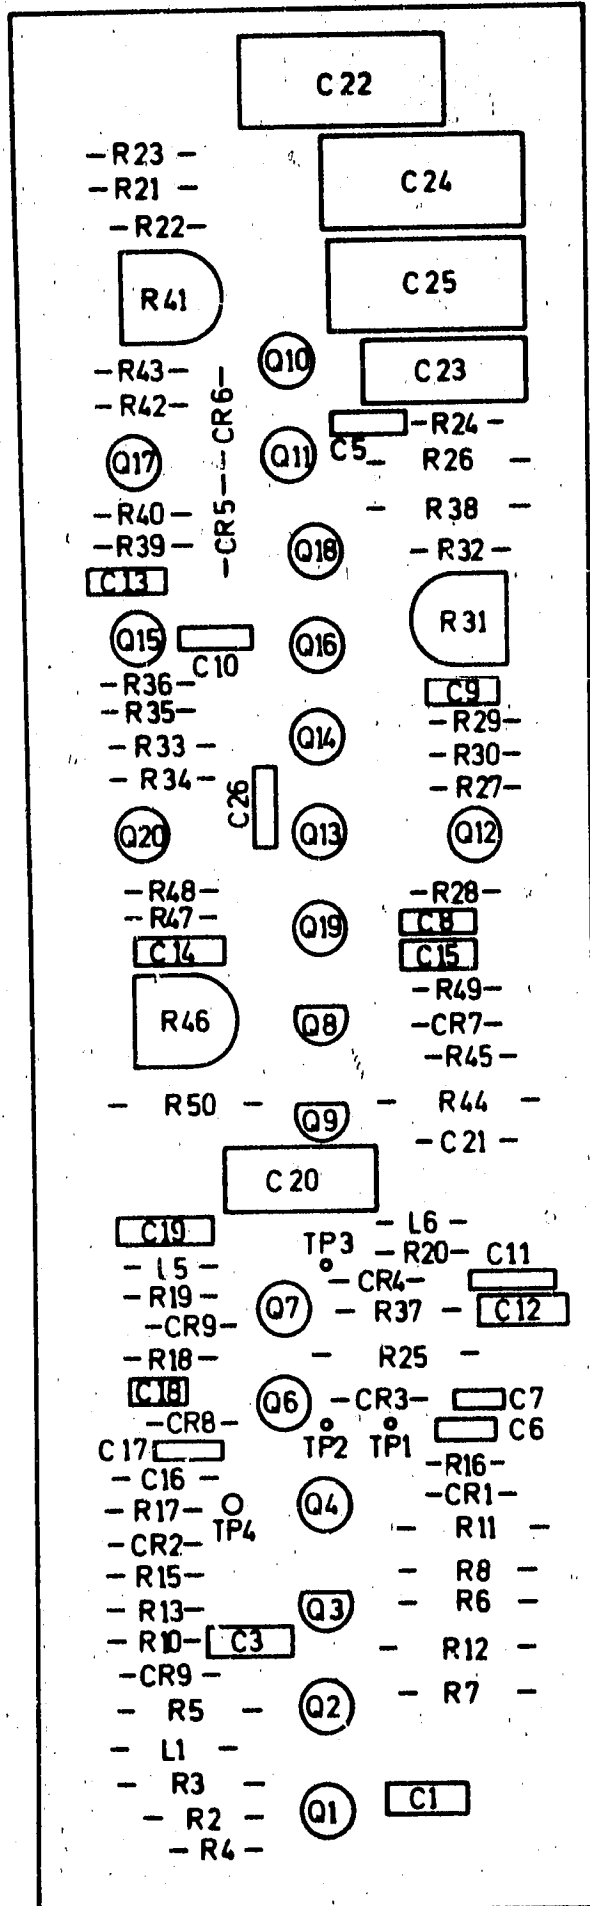 C22
-R23-
C24
-R21-
-R22-
C25
R41
Q10
-R43-
C23
-CR6-
-R42-
-R24-
C5
Q17
Q11
- R26 -
-CR5-
-R40-
- R38 -
-R39-
Q18
-R32-
C13
R31
Q15
Q16
C10
-R36-
C9
-R35-
-R29-
Q14
-R33-
-R30-
-R34-
-R27-
C26
Q20
Q13
Q12
-R48-
-R28-
-R47-
Q19
C8
C14
C15
-R49-
R46
Q8
-CR7-
-R45-
- R50 -
- R44 -
Q9
-C21-
C20
C19
-L6-
TP3
-R20-
C11
-L5-
-CR4-
-R19-
Q7
- R37 -
C12
-CR9-
-R18-
- R25 -
C18
Q6
-CR3-
C7
-CR8-
TP2
TP1
C6
C17
-R16-
-C16-
-CR1-
-R17-
TP4
Q4
- R11 -
-CR2-
-R15-
- R8 -
-R13-
Q3
- R6 -
-R10-
C3
- R12 -
-CR9-
- R7 -
- R5 -
Q2
- L1 -
- R3 -
C1
- R2 -
Q1
-R4-